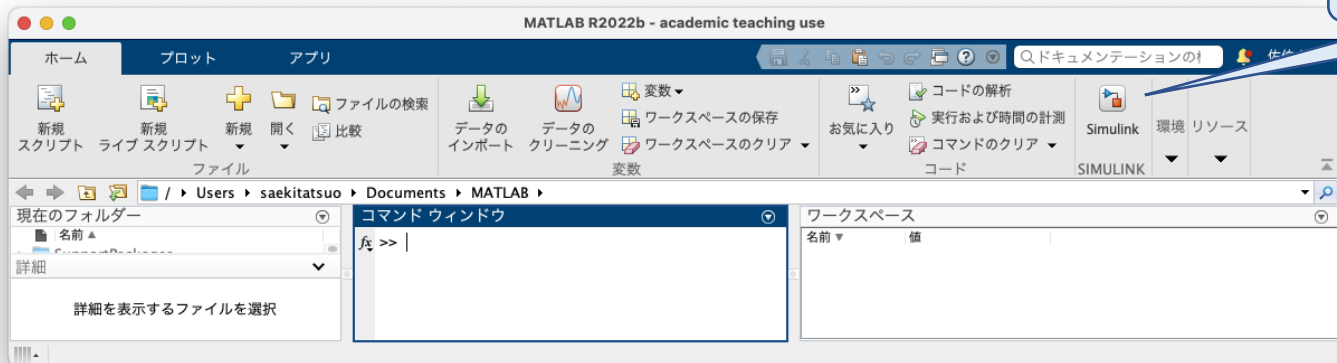 MATLAB R2022b - academic teaching use
ホーム プロット アプリ
ドキュメンテーションの
新規
スクリプト
新規
ライブ スクリプト
新規
開く
ファイルの検索
比較
ファイル
データの
インポート
データの
クリーニング
変数
ワークスペースの保存
ワークスペースのクリア
変数
お気に入り
コードの解析
実行および時間の計測
コマンドのクリア
コード
Simulink
SIMULINK
環境
リソース
/ Users saekitatsuo Documents MATLAB
現在のフォルダー
名前
詳細
詳細を表示するファイルを選択
コマンド ウィンドウ
fx >>
ワークスペース
名前 値